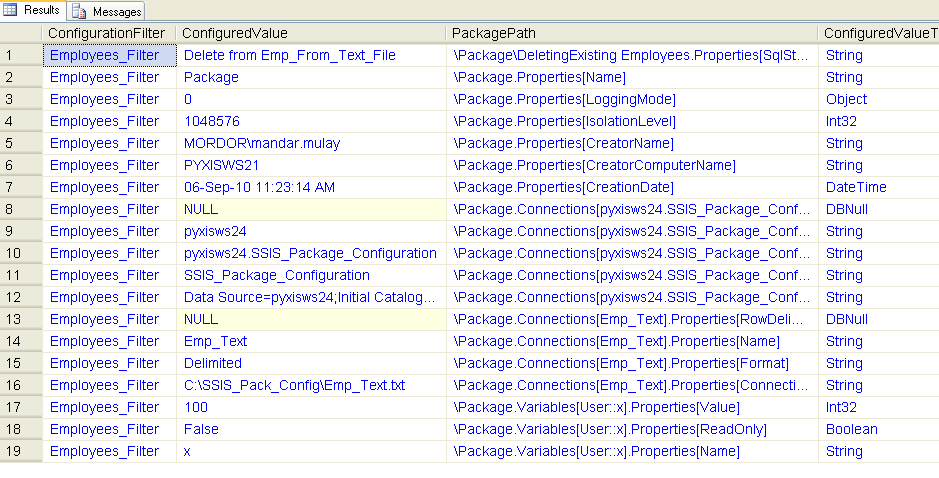 Results Messages
ConfigurationFilter ConfiguredValue PackagePath ConfiguredValueT
1 Employees_Filter Delete from Emp_From_Text_File \Package\DeletingExisting Employees.Properties[SqlSt... String
2 Employees_Filter Package \Package.Properties[Name] String
3 Employees_Filter 0 \Package.Properties[LoggingMode] Object
4 Employees_Filter 1048576 \Package.Properties[IsolationLevel] Int32
5 Employees_Filter MORDOR\mandar.mulay \Package.Properties[CreatorName] String
6 Employees_Filter PYXISWS21 \Package.Properties[CreatorComputerName] String
7 Employees_Filter 06-Sep-10 11:23:14 AM \Package.Properties[CreationDate] DateTime
8 Employees_Filter NULL \Package.Connections[pyxisws24.SSIS_Package_Conf... DBNull
9 Employees_Filter pyxisws24 \Package.Connections[pyxisws24.SSIS_Package_Conf... String
10 Employees_Filter pyxisws24.SSIS_Package_Configuration \Package.Connections[pyxisws24.SSIS_Package_Conf... String
11 Employees_Filter SSIS_Package_Configuration \Package.Connections[pyxisws24.SSIS_Package_Conf... String
12 Employees_Filter Data Source=pyxisws24;Initial Catalog... \Package.Connections[pyxisws24.SSIS_Package_Conf... String
13 Employees_Filter NULL \Package.Connections[Emp_Text].Properties[RowDeli... DBNull
14 Employees_Filter Emp_Text \Package.Connections[Emp_Text].Properties[Name] String
15 Employees_Filter Delimited \Package.Connections[Emp_Text].Properties[Format] String
16 Employees_Filter C:\SSIS_Pack_Config\Emp_Text.txt \Package.Connections[Emp_Text].Properties[Connecti... String
17 Employees_Filter 100 \Package.Variables[User::x].Properties[Value] Int32
18 Employees_Filter False \Package.Variables[User::x].Properties[ReadOnly] Boolean
19 Employees_Filter x \Package.Variables[User::x].Properties[Name] String